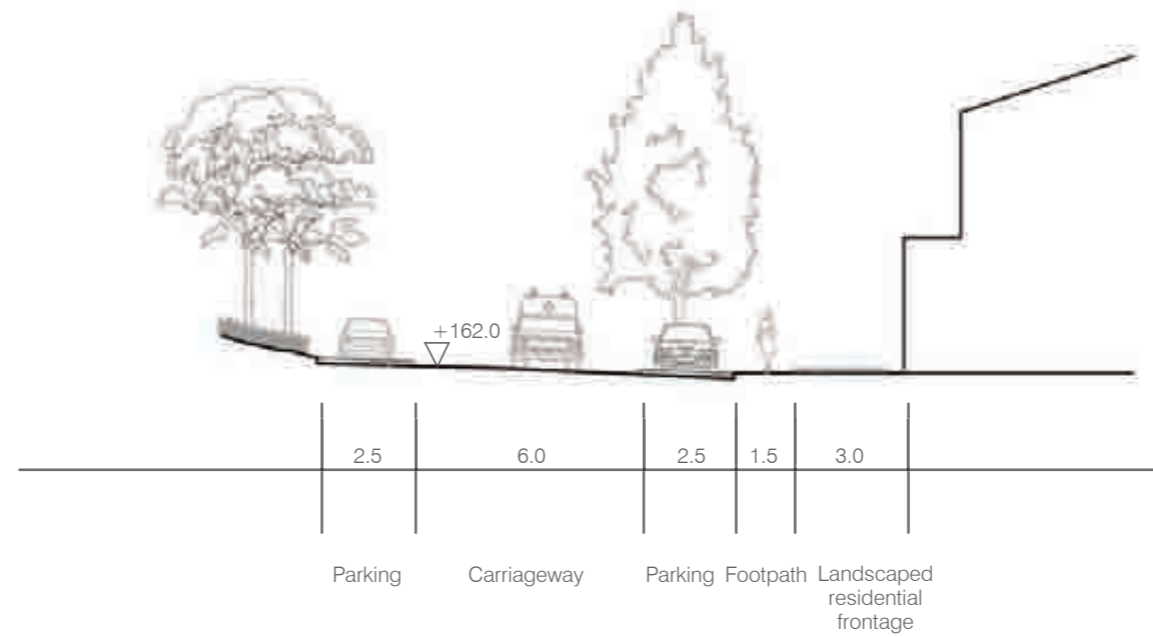 +162.0
2.5 6.0 2.5 1.5 3.0
Parking Carriageway Parking Footpath Landscaped
residential
frontage